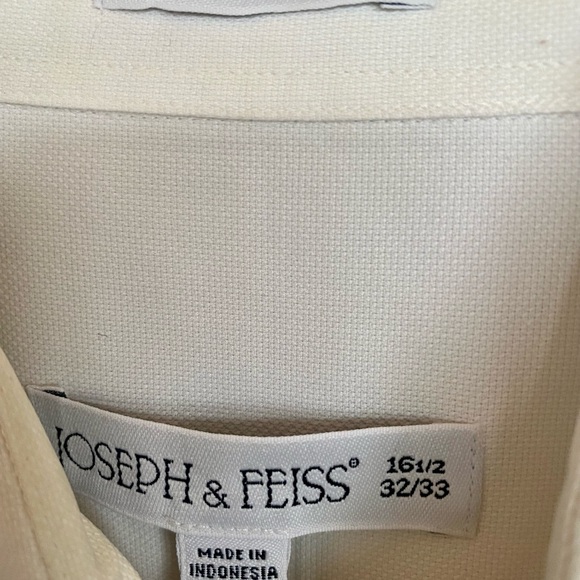 JOSEPH & FEISS®
16 1/2
32/33
MADE IN
INDONESIA